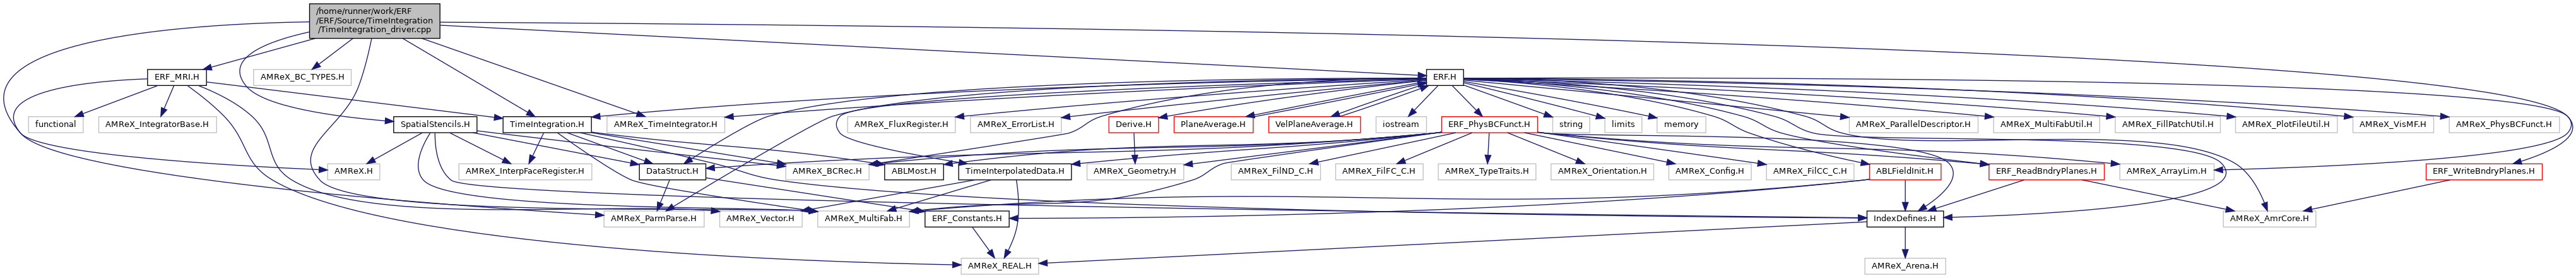 /home/runner/work/ERF
/ERF/Source/TimeIntegration
/TimeIntegration_driver.cpp
ERF_MRI.H
AMReX_BC_TYPES.H
ERF.H
functional
AMReX_IntegratorBase.H
SpatialStencils.H
TimeIntegration.H
AMReX_TimeIntegrator.H
AMReX_FluxRegister.H
AMReX_ErrorList.H
Derive.H
PlaneAverage.H
VelPlaneAverage.H
iostream
ERF_PhysBCFunct.H
string
limits
memory
AMReX_ParallelDescriptor.H
AMReX_MultiFabUtil.H
AMReX_FillPatchUtil.H
AMReX_PlotFileUtil.H
AMReX_VisMF.H
AMReX_PhysBCFunct.H
AMReX.H
AMReX_InterpFaceRegister.H
DataStruct.H
AMReX_BCRec.H
ABLMost.H
TimeInterpolatedData.H
AMReX_Geometry.H
AMReX_FilND_C.H
AMReX_FilFC_C.H
AMReX_TypeTraits.H
AMReX_Orientation.H
AMReX_Config.H
AMReX_FilCC_C.H
ABLFieldInit.H
ERF_ReadBndryPlanes.H
AMReX_ArrayLim.H
ERF_WriteBndryPlanes.H
AMReX_ParmParse.H
AMReX_Vector.H
AMReX_MultiFab.H
ERF_Constants.H
IndexDefines.H
AMReX_AmrCore.H
AMReX_REAL.H
AMReX_Arena.H